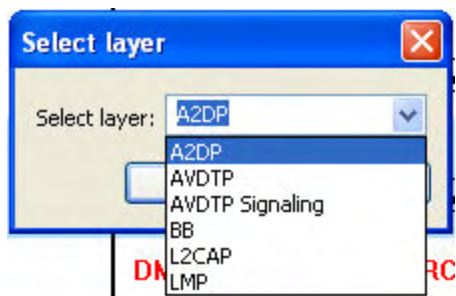 Select layer
Select layer: A2DP
A2DP
AVDTP
AVDTP Signaling
BB
L2CAP
LMP